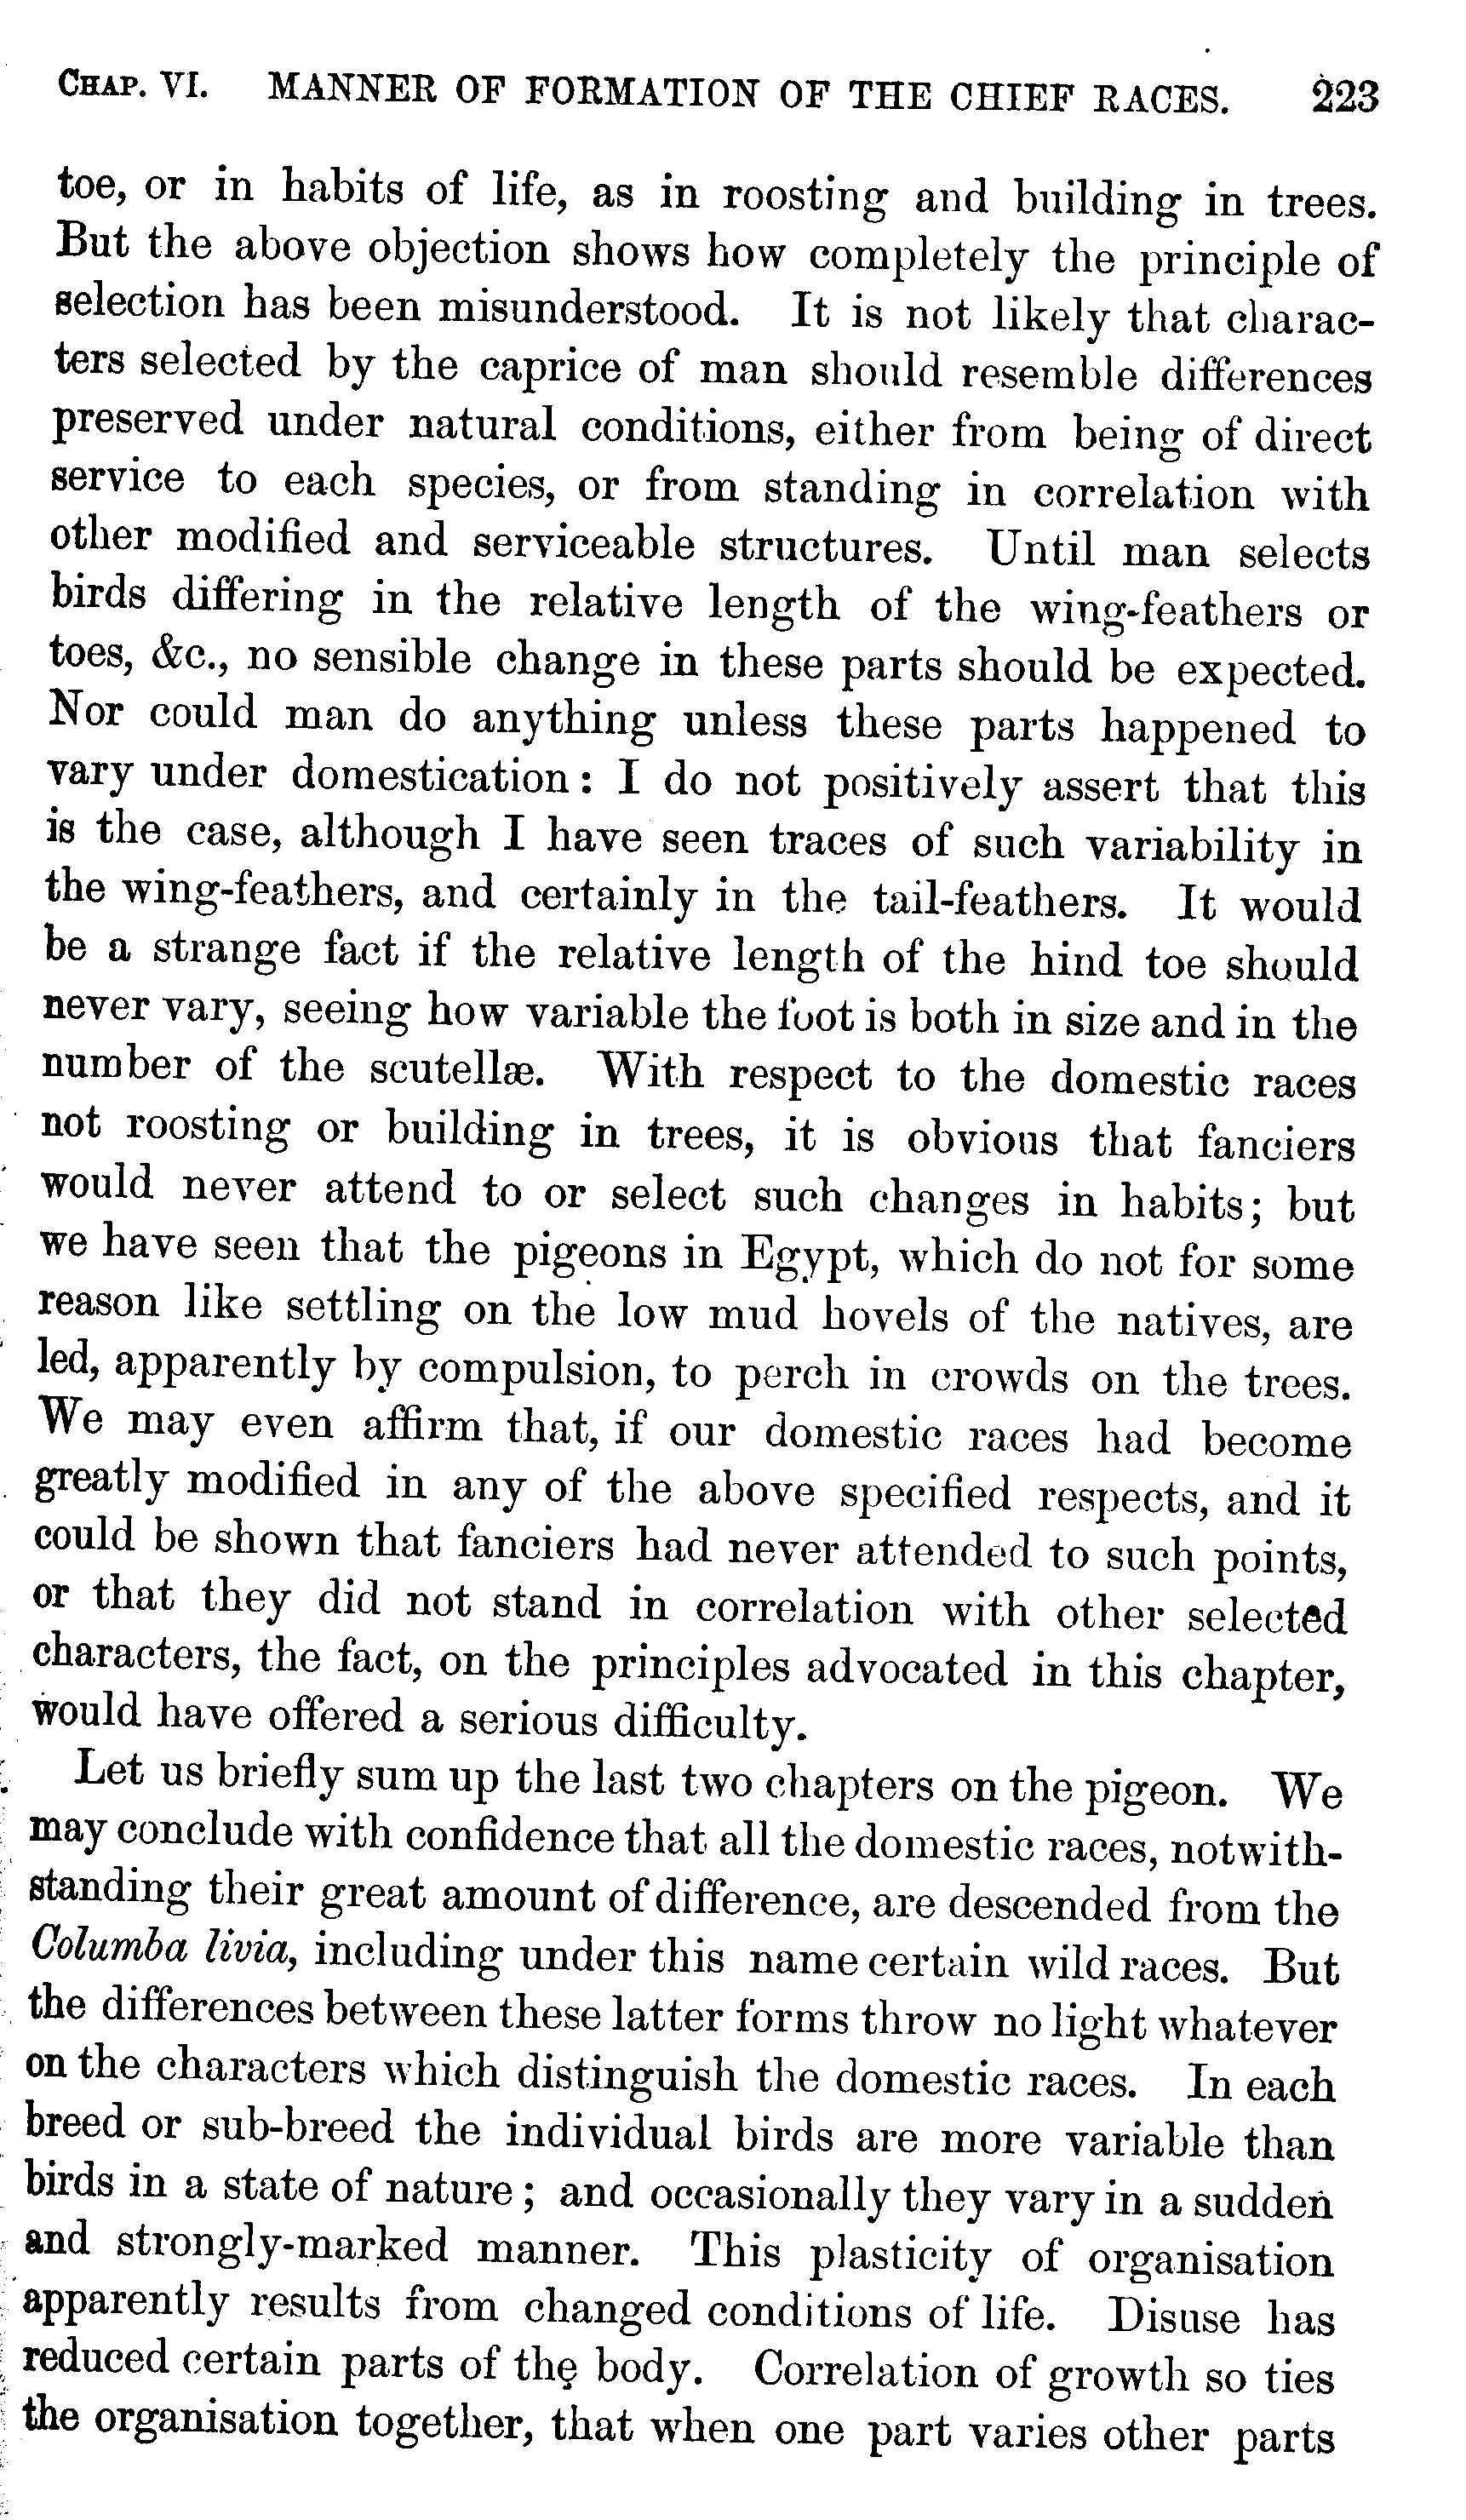 CHAP. VI. MANNER OF FORMATION OF THE CHIEF RACES. 223
toe, or in habits of life, as in roosting and building in trees.
But the above objection shows how completely the principle of
selection has been misunderstood. It is not likely that charac-
ters selected by the caprice of man should resemble differences
preserved under natural conditions, either from being of direct
service to each species, or from standing in correlation with
other modified and serviceable structures. Until man selects
birds differing in the relative length of the wing-feathers or
toes, &c., no sensible change in these parts should be expected.
Nor could man do anything unless these parts happened to
vary under domestication: I do not positively assert that this
is the case, although I have seen traces of such variability in
the wing-feathers, and certainly in the tail-feathers. It would
be a strange fact if the relative length of the hind toe should
never vary, seeing how variable the foot is both in size and in the
number of the scutellæ. With respect to the domestic races
not roosting or building in trees, it is obvious that fanciers
would never attend to or select such changes in habits; but
we have seen that the pigeons in Egypt, which do not for some
reason like settling on the low mud hovels of the natives, are
led, apparently by compulsion, to perch in crowds on the trees.
We may even affirm that, if our domestic races had become
greatly modified in any of the above specified respects, and it
could be shown that fanciers had never attended to such points,
or that they did not stand in correlation with other selected
characters, the fact, on the principles advocated in this chapter,
would have offered a serious difficulty.
Let us briefly sum up the last two chapters on the pigeon. We
may conclude with confidence that all the domestic races, notwith-
standing their great amount of difference, are descended from the
Columba livia, including under this name certain wild races. But
the differences between these latter forms throw no light whatever
on the characters which distinguish the domestic races. In each
breed or sub-breed the individual birds are more variable than
birds in a state of nature; and occasionally they vary in a sudden
and strongly-marked manner. This plasticity of organisation
apparently results from changed conditions of life. Disuse has
reduced certain parts of the body. Correlation of growth so ties
the organisation together, that when one part varies other parts